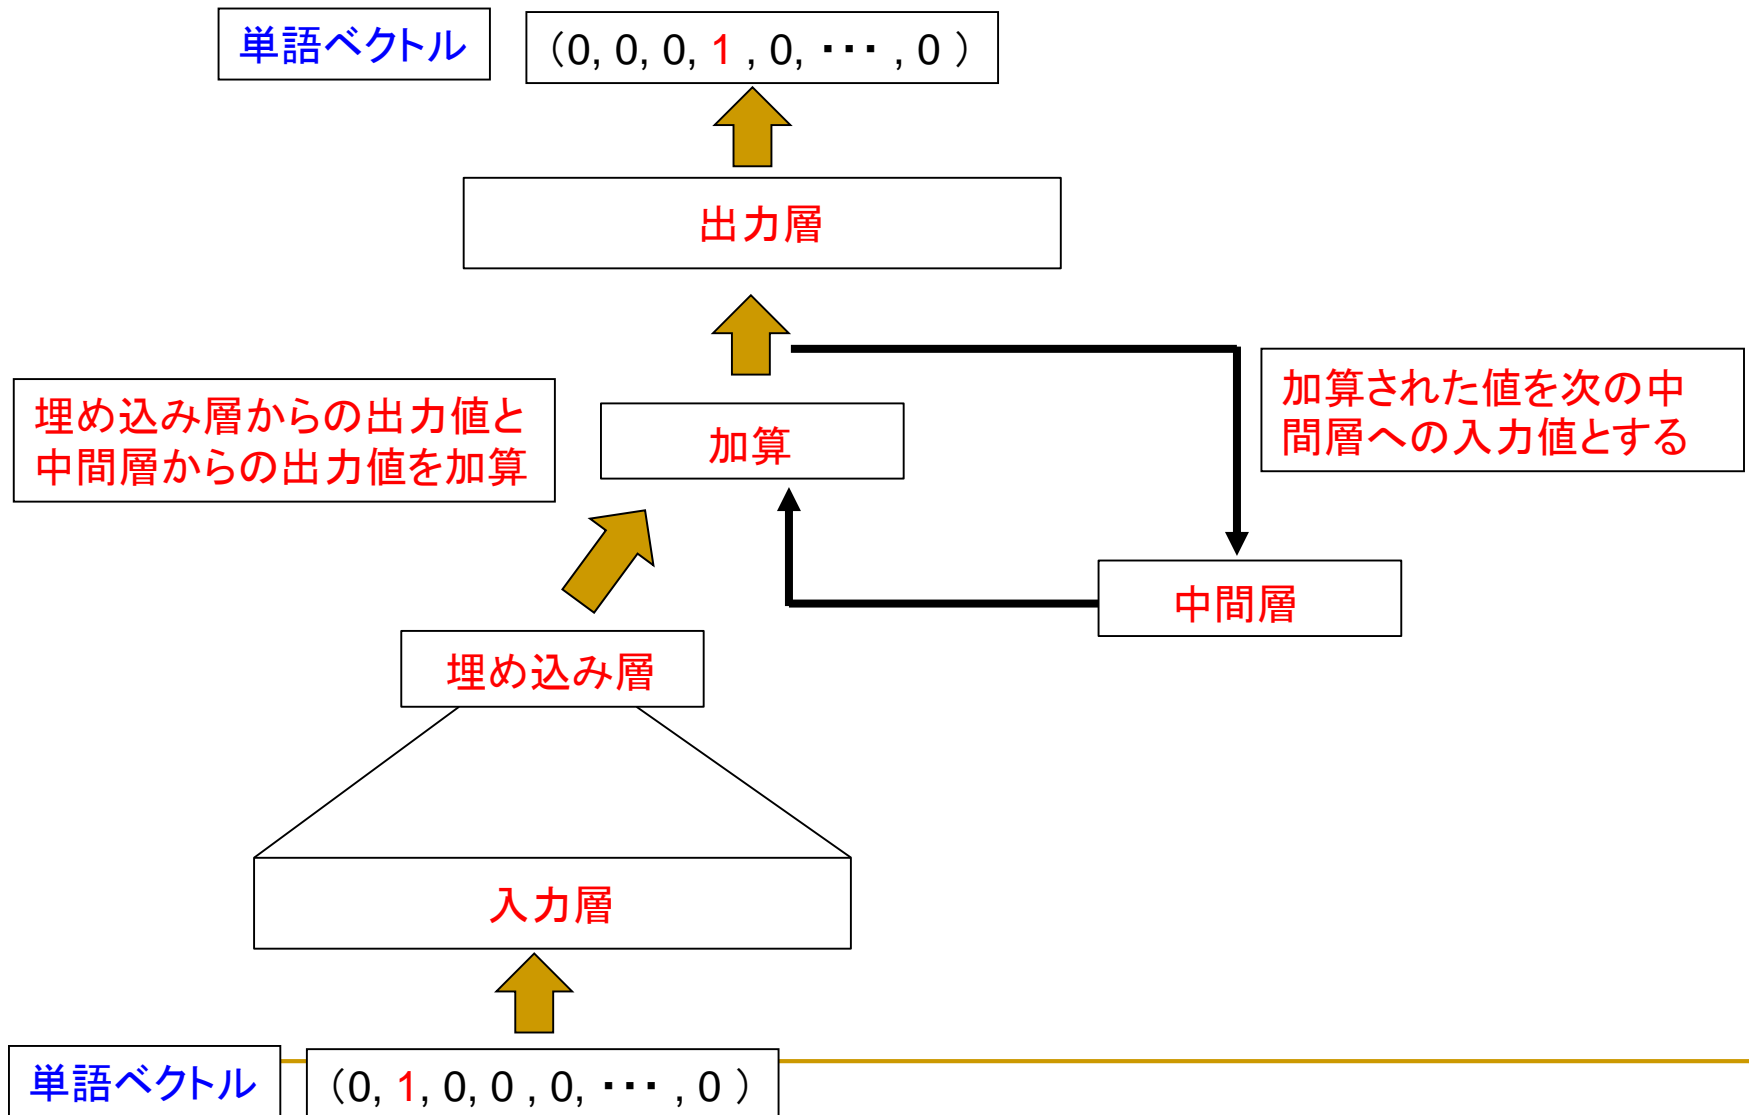 単語ベクトル
（0, 0, 0, 1 , 0, ･･･ , 0 ）
出力層
埋め込み層からの出力値と
中間層からの出力値を加算
加算
加算された値を次の中
間層への入力値とする
中間層
埋め込み層
入力層
単語ベクトル
（0, 1, 0, 0 , 0, ･･･ , 0 ）